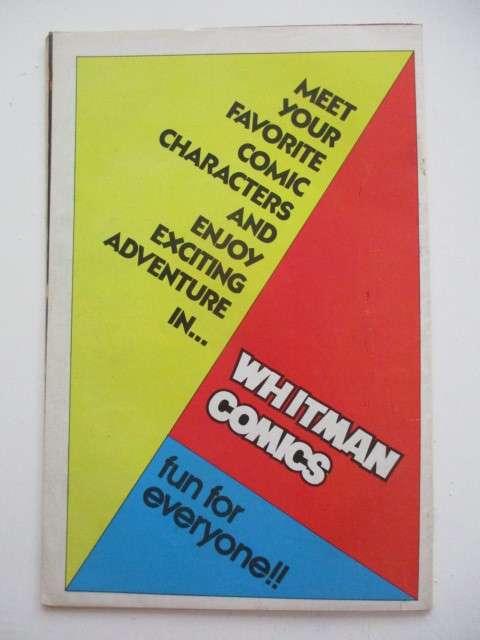 MEET
YOUR
FAVORITE
COMIC
CHARACTERS
AND
ENJOY
EXCITING
ADVENTURE
IN...
WHITMAN
COMICS
fun for
everyone!!